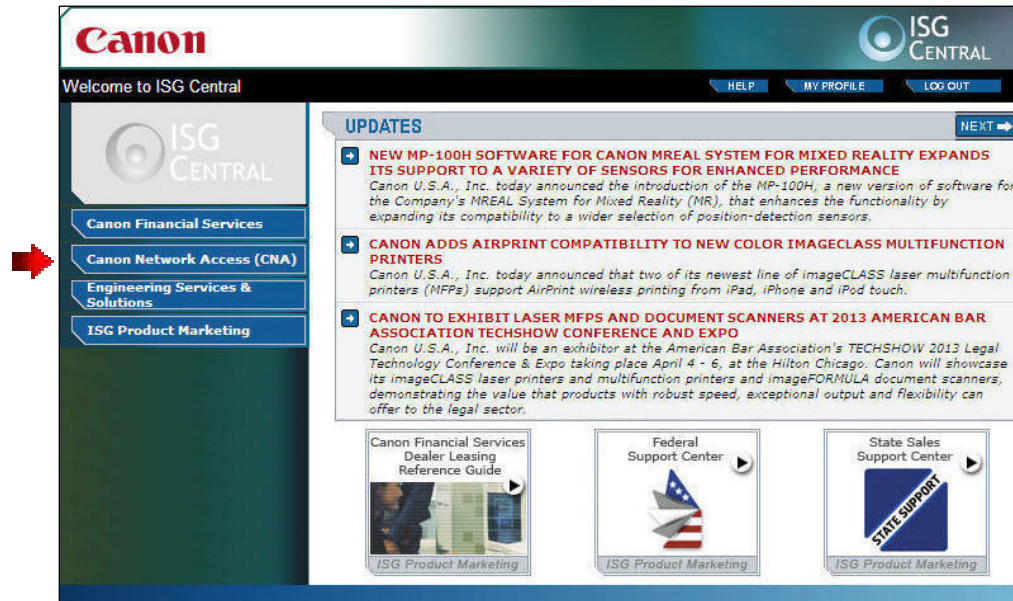 Canon
ISG
CENTRAL
Welcome to ISG Central
HELP
MY PROFILE
LOG OUT
ISG
CENTRAL
Canon Financial Services
Canon Network Access (CNA)
Engineering Services &
Solutions
ISG Product Marketing
UPDATES
NEXT
NEW MP-100H SOFTWARE FOR CANON MREAL SYSTEM FOR MIXED REALITY EXPANDS
ITS SUPPORT TO A VARIETY OF SENSORS FOR ENHANCED PERFORMANCE
Canon U.S.A., Inc. today announced the introduction of the MP-100H, a new version of software for
the Company's MREAL System for Mixed Reality (MR), that enhances the functionality by
expanding its compatibility to a wider selection of position-detection sensors.
CANON ADDS AIRPRINT COMPATIBILITY TO NEW COLOR IMAGECLASS MULTIFUNCTION
PRINTERS
Canon U.S.A., Inc. today announced that two of its newest line of imageCLASS laser multifunction
printers (MFPs) support AirPrint wireless printing from iPad, iPhone and iPod touch.
CANON TO EXHIBIT LASER MFPS AND DOCUMENT SCANNERS AT 2013 AMERICAN BAR
ASSOCIATION TECHSHOW CONFERENCE AND EXPO
Canon U.S.A., Inc. will be an exhibitor at the American Bar Association's TECHSHOW 2013 Legal
Technology Conference & Expo taking place April 4 - 6, at the Hilton Chicago. Canon will showcase
its imageCLASS laser printers and multifunction printers and imageFORMULA document scanners,
demonstrating the value that products with robust speed, exceptional output and flexibility can
offer to the legal sector.
Canon Financial Services
Dealer Leasing
Reference Guide
ISG Product Marketing
Federal
Support Center
ISG Product Marketing
State Sales
Support Center
STATE SUPPORT
ISG Product Marketing